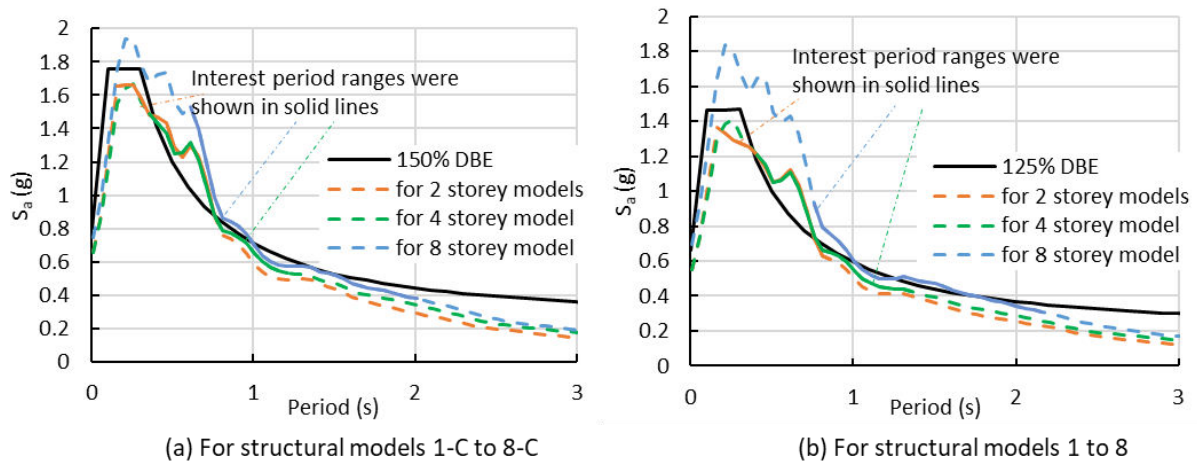 2
1.8
1.6
1.4
1.2
1
0.8
0.6
0.4
0.2
0
Sa (g)
Interest period ranges were
shown in solid lines
150% DBE
for 2 storey models
for 4 storey model
for 8 storey model
0
1
2
3
Period (s)
(a) For structural models 1-C to 8-C
2
1.8
1.6
1.4
1.2
1
0.8
0.6
0.4
0.2
0
Sa (g)
Interest period ranges were
shown in solid lines
125% DBE
for 2 storey models
for 4 storey models
for 8 storey model
0
1
2
3
Period (s)
(b) For structural models 1 to 8